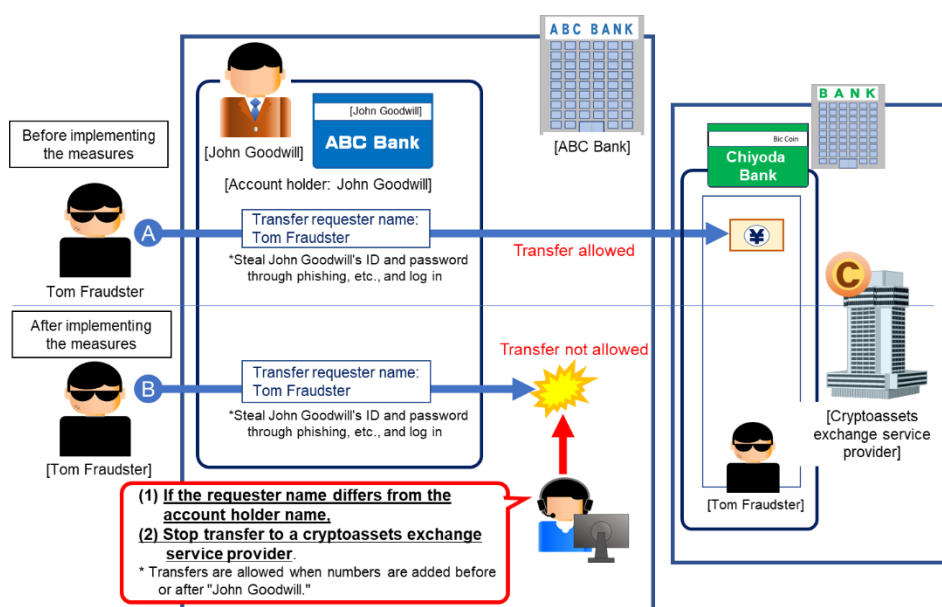 ABC BANK
[ABC Bank]
[John Goodwill]
ABC Bank
[John Goodwill]
[Account holder: John Goodwill]
BANK
Bic Coin
Chiyoda
Bank
Before implementing
the measures
A
Tom Fraudster
Transfer requester name:
Tom Fraudster
*Steal John Goodwill's ID and password
through phishing, etc., and log in
Transfer allowed
¥
C
[Cryptoassets
exchange service
provider]
After implementing
the measures
B
[Tom Fraudster]
Transfer requester name:
Tom Fraudster
*Steal John Goodwill's ID and password
through phishing, etc., and log in
Transfer not allowed
[Tom Fraudster]
(1) If the requester name differs from the
account holder name,
(2) Stop transfer to a cryptoassets exchange
service provider.
* Transfers are allowed when numbers are added before
or after "John Goodwill."